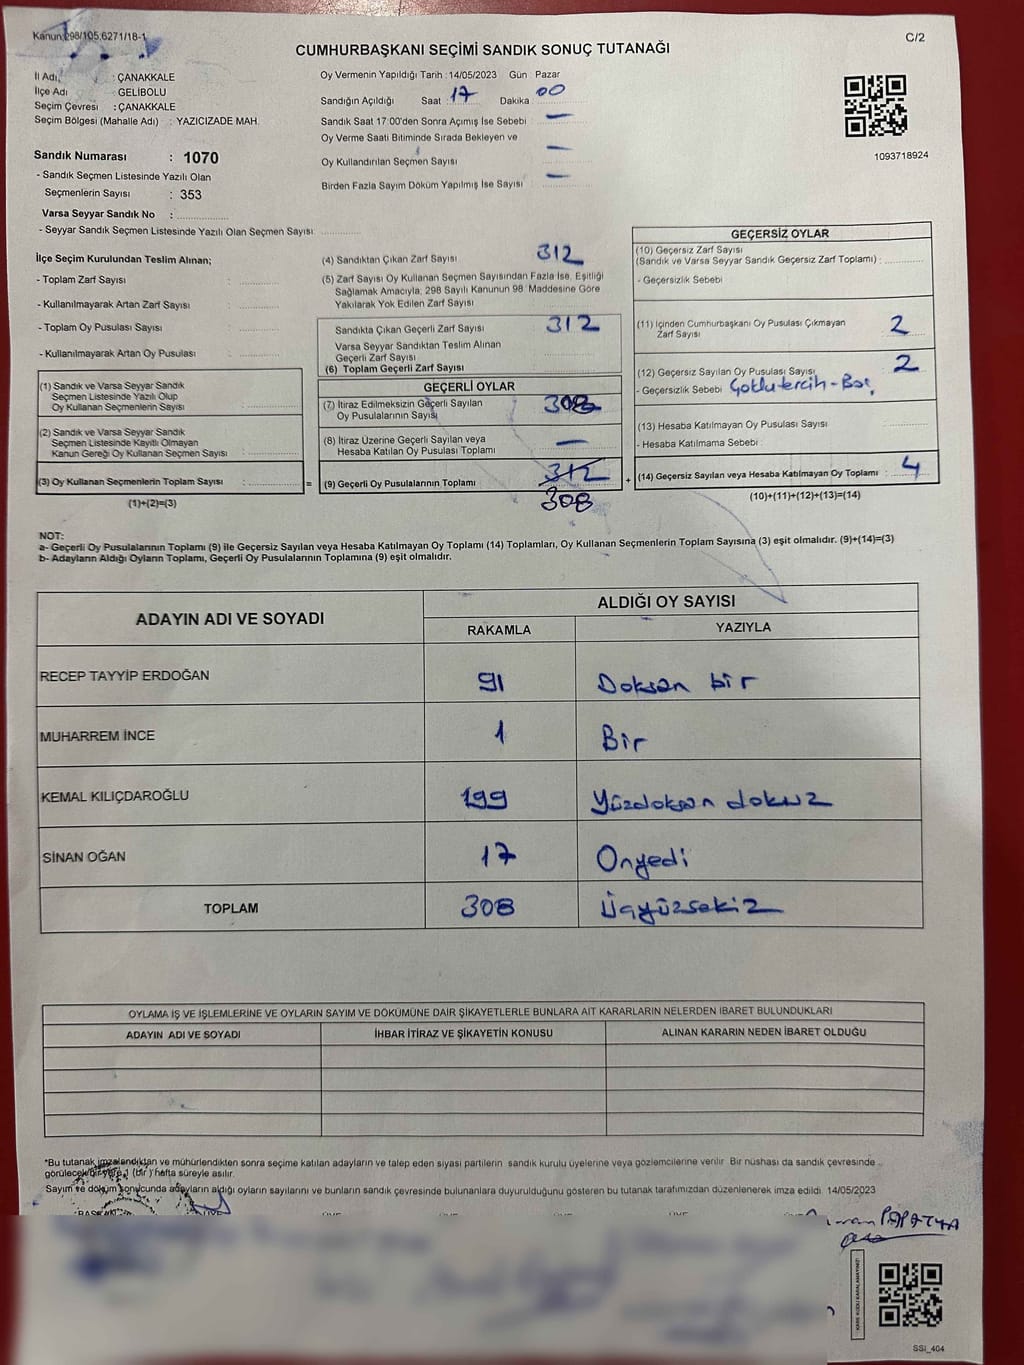 Kanun:298/105,6271/18-1
C/2
CUMHURBAŞKANI SEÇİMİ SANDIK SONUÇ TUTANAĞI
İl Adı : ÇANAKKALE
İlçe Adı : GELİBOLU
Seçim Çevresi : ÇANAKKALE
Seçim Bölgesi (Mahalle Adı) : YAZICIZADE MAH.
Sandık Numarası : 1070
- Sandık Seçmen Listesinde Yazılı Olan
Seçmenlerin Sayısı : 353
Varsa Seyyar Sandık No :
- Seyyar Sandık Seçmen Listesinde Yazılı Olan Seçmen Sayısı:
Oy Vermenin Yapıldığı Tarih : 14/05/2023 Gün : Pazar
Sandığın Açıldığı Saat : 17 Dakika : 00
Sandık Saat 17:00'den Sonra Açımış İse Sebebi : —
Oy Verme Saati Bitiminde Sırada Bekleyen ve
Oy Kullandırılan Seçmen Sayısı : —
Birden Fazla Sayım Döküm Yapılmış İse Sayısı : —
1093718924
İlçe Seçim Kurulundan Teslim Alınan;
- Toplam Zarf Sayısı :
- Kullanılmayarak Artan Zarf Sayısı :
- Toplam Oy Pusulası Sayısı :
- Kullanılmayarak Artan Oy Pusulası :
(1) Sandık ve Varsa Seyyar Sandık
Seçmen Listesinde Yazılı Olup
Oy Kullanan Seçmenlerin Sayısı :
(2) Sandık ve Varsa Seyyar Sandık
Seçmen Listesinde Kayıtlı Olmayan
Kanun Gereği Oy Kullanan Seçmen Sayısı :
(3) Oy Kullanan Seçmenlerin Toplam Sayısı : =
(1)+(2)=(3)
(4) Sandıktan Çıkan Zarf Sayısı 312
(5) Zarf Sayısı Oy Kullanan Seçmen Sayısından Fazla İse, Eşitliği
Sağlamak Amacıyla, 298 Sayılı Kanunun 98. Maddesine Göre
Yakılarak Yok Edilen Zarf Sayısı
Sandıkta Çıkan Geçerli Zarf Sayısı 312
Varsa Seyyar Sandıktan Teslim Alınan
Geçerli Zarf Sayısı
(6) Toplam Geçerli Zarf Sayısı
GEÇERLİ OYLAR
(7) İtiraz Edilmeksizin Geçerli Sayılan
Oy Pusulalarının Sayısı 308
(8) İtiraz Üzerine Geçerli Sayılan veya
Hesaba Katılan Oy Pusulası Toplamı —
(9) Geçerli Oy Pusulalarının Toplamı 312 +
308
GEÇERSİZ OYLAR
(10) Geçersiz Zarf Sayısı
(Sandık ve Varsa Seyyar Sandık Geçersiz Zarf Toplamı) :
- Geçersizlik Sebebi
(11) İçinden Cumhurbaşkanı Oy Pusulası Çıkmayan
Zarf Sayısı 2
(12) Geçersiz Sayılan Oy Pusulası Sayısı 2
- Geçersizlik Sebebi Çoklu tercih - Boş
(13) Hesaba Katılmayan Oy Pusulası Sayısı :
- Hesaba Katılmama Sebebi :
(14) Geçersiz Sayılan veya Hesaba Katılmayan Oy Toplamı : 4
(10)+(11)+(12)+(13)=(14)
NOT:
a- Geçerli Oy Pusulalarının Toplamı (9) ile Geçersiz Sayılan veya Hesaba Katılmayan Oy Toplamı (14) Toplamları, Oy Kullanan Seçmenlerin Toplam Sayısına (3) eşit olmalıdır. (9)+(14)=(3)
b- Adayların Aldığı Oyların Toplamı, Geçerli Oy Pusulalarının Toplamına (9) eşit olmalıdır.
ADAYIN ADI VE SOYADI
ALDIĞI OY SAYISI
RAKAMLA YAZIYLA
RECEP TAYYİP ERDOĞAN 91 Doksan bir
MUHARREM İNCE 1 Bir
KEMAL KILIÇDAROĞLU 199 Yüzdoksan dokuz
SİNAN OĞAN 17 Onyedi
TOPLAM 308 Üçyüzsekiz
OYLAMA İŞ VE İŞLEMLERİNE VE OYLARIN SAYIM VE DÖKÜMÜNE DAİR ŞİKAYETLERLE BUNLARA AİT KARARLARIN NELERDEN İBARET BULUNDUKLARI
ADAYIN ADI VE SOYADI İHBAR İTİRAZ VE ŞİKAYETİN KONUSU ALINAN KARARIN NEDEN İBARET OLDUĞU
*Bu tutanak imzalandıktan ve mühürlendikten sonra seçime katılan adayların ve talep eden siyasi partilerin sandık kurulu üyelerine veya gözlemcilerine verilir. Bir nüshası da sandık çevresinde
görülecek bir yere 1 (bir) hafta süreyle asılır.
Sayım ve döküm sonucunda adayların aldığı oyların sayılarını ve bunların sandık çevresinde bulunanlara duyurulduğunu gösteren bu tutanak tarafımızdan düzenlenerek imza edildi 14/05/2023
PAPATYA
KARE KODU KARALAMAYINIZ!
SSI_404